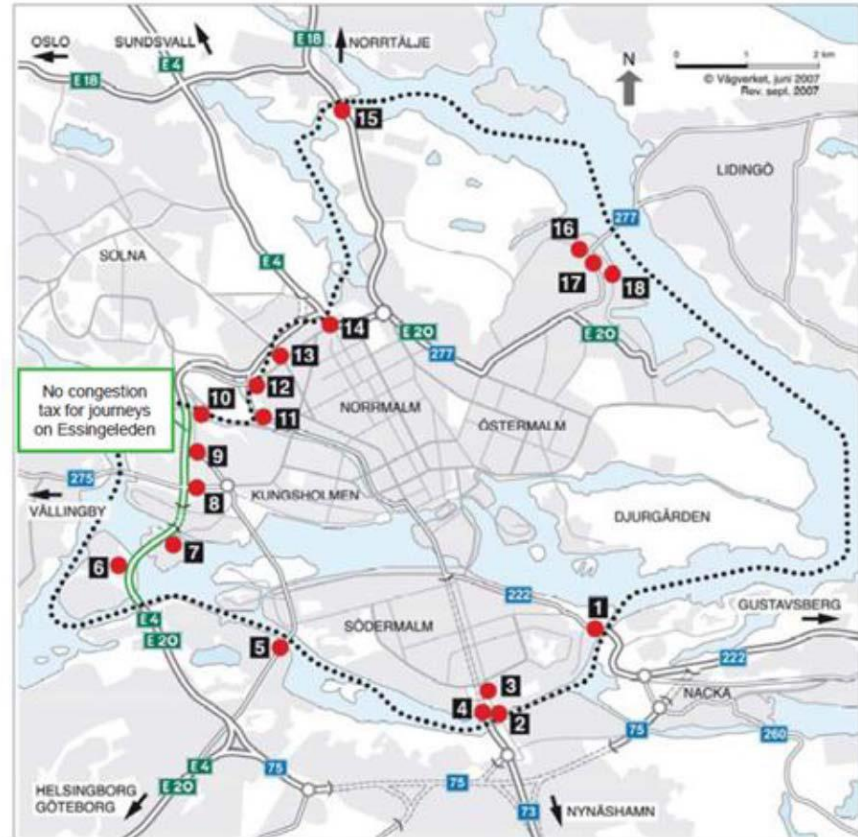 E 18
OSLO
SUNDSVALL
NORRTÄLJE
E 4
E 18
N
0 1 2 km
© Vägverket, juni 2007
Rev. sept. 2007
15
LIDINGÖ
277
16
SOLNA
E 4
17
18
14
E 20
E 20
277
13
No congestion
tax for journeys
on Essingeleden
10
12
11
NORRMALM
ÖSTERMALM
9
275
8
KUNGSHOLMEN
VÄLLINGBY
DJURGÅRDEN
7
6
222
1
GUSTAVSBERG
E 4
E 20
5
SÖDERMALM
222
3
4
2
NACKA
75
260
E 4
75
HELSINGBORG
GÖTEBORG
E 20
75
73
NYNÄSHAMN